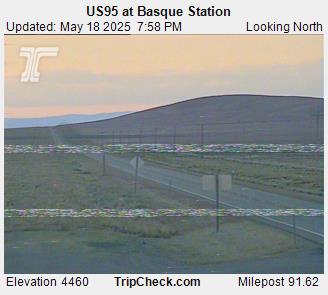 US95 at Basque Station
Updated: May 18 2025 7:58 PM Looking North
Elevation 4460 TripCheck.com Milepost 91.62